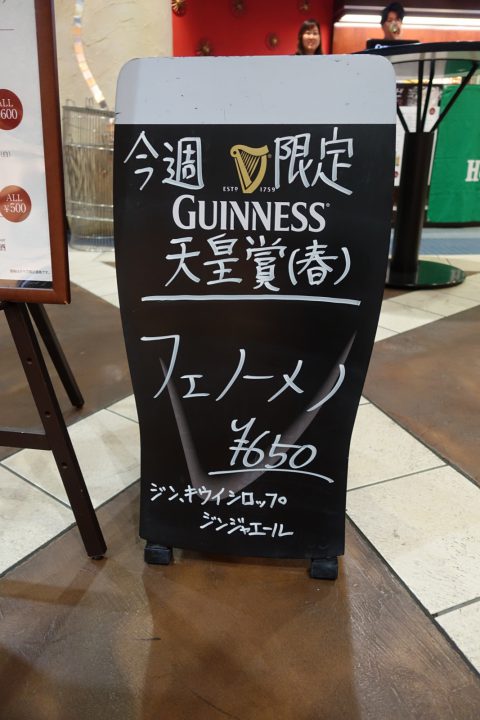 今週 限定
ESTD 1759
GUINNESS
天皇賞(春)
フェノーメノ
¥650
ジン、キウイシロップ
ジンジャエール
ALL
¥500